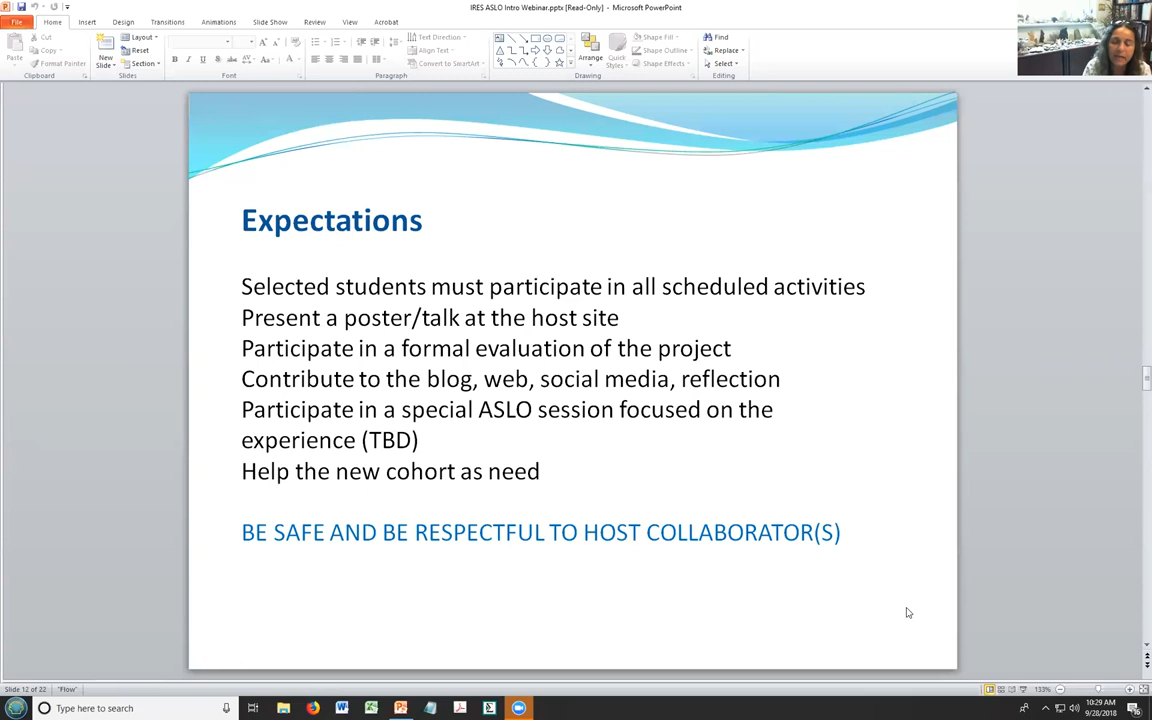 IRES ASLO Intro Webinar.pptx [Read-Only] - Microsoft PowerPoint
File Home Insert Design Transitions Animations Slide Show Review View Acrobat
Paste Cut Copy Format Painter Clipboard
New Slide Layout Reset Section Slides
B I U S abc AV Aa A Font
Text Direction Align Text Convert to SmartArt Paragraph
Arrange Quick Styles Shape Fill Shape Outline Shape Effects Drawing
Find Replace Select Editing
Expectations
Selected students must participate in all scheduled activities
Present a poster/talk at the host site
Participate in a formal evaluation of the project
Contribute to the blog, web, social media, reflection
Participate in a special ASLO session focused on the
experience (TBD)
Help the new cohort as need
BE SAFE AND BE RESPECTFUL TO HOST COLLABORATOR(S)
Slide 12 of 22 "Flow" 133%
Type here to search
10:29 AM
9/28/2018